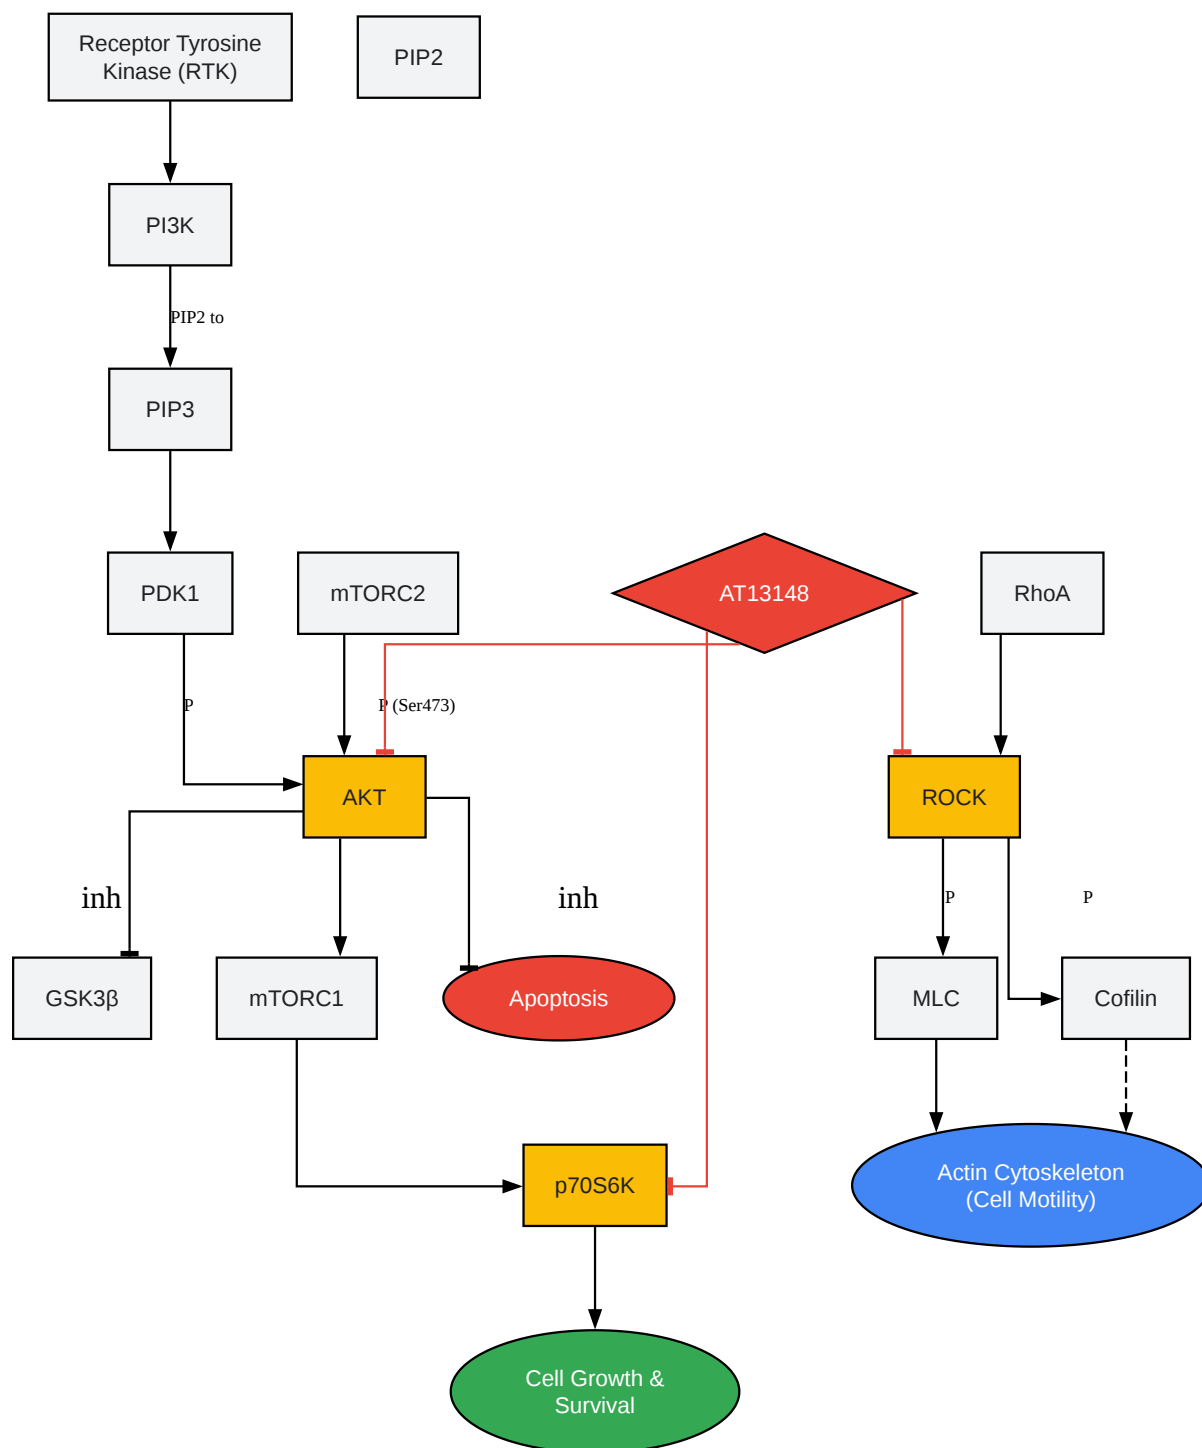 Receptor Tyrosine
Kinase (RTK)
PIP2
PI3K
PIP2 to
PIP3
PDK1
mTORC2
AT13148
RhoA
P
P (Ser473)
AKT
ROCK
inh
inh
P
P
GSK3β
mTORC1
Apoptosis
MLC
Cofilin
p70S6K
Actin Cytoskeleton
(Cell Motility)
Cell Growth &
Survival